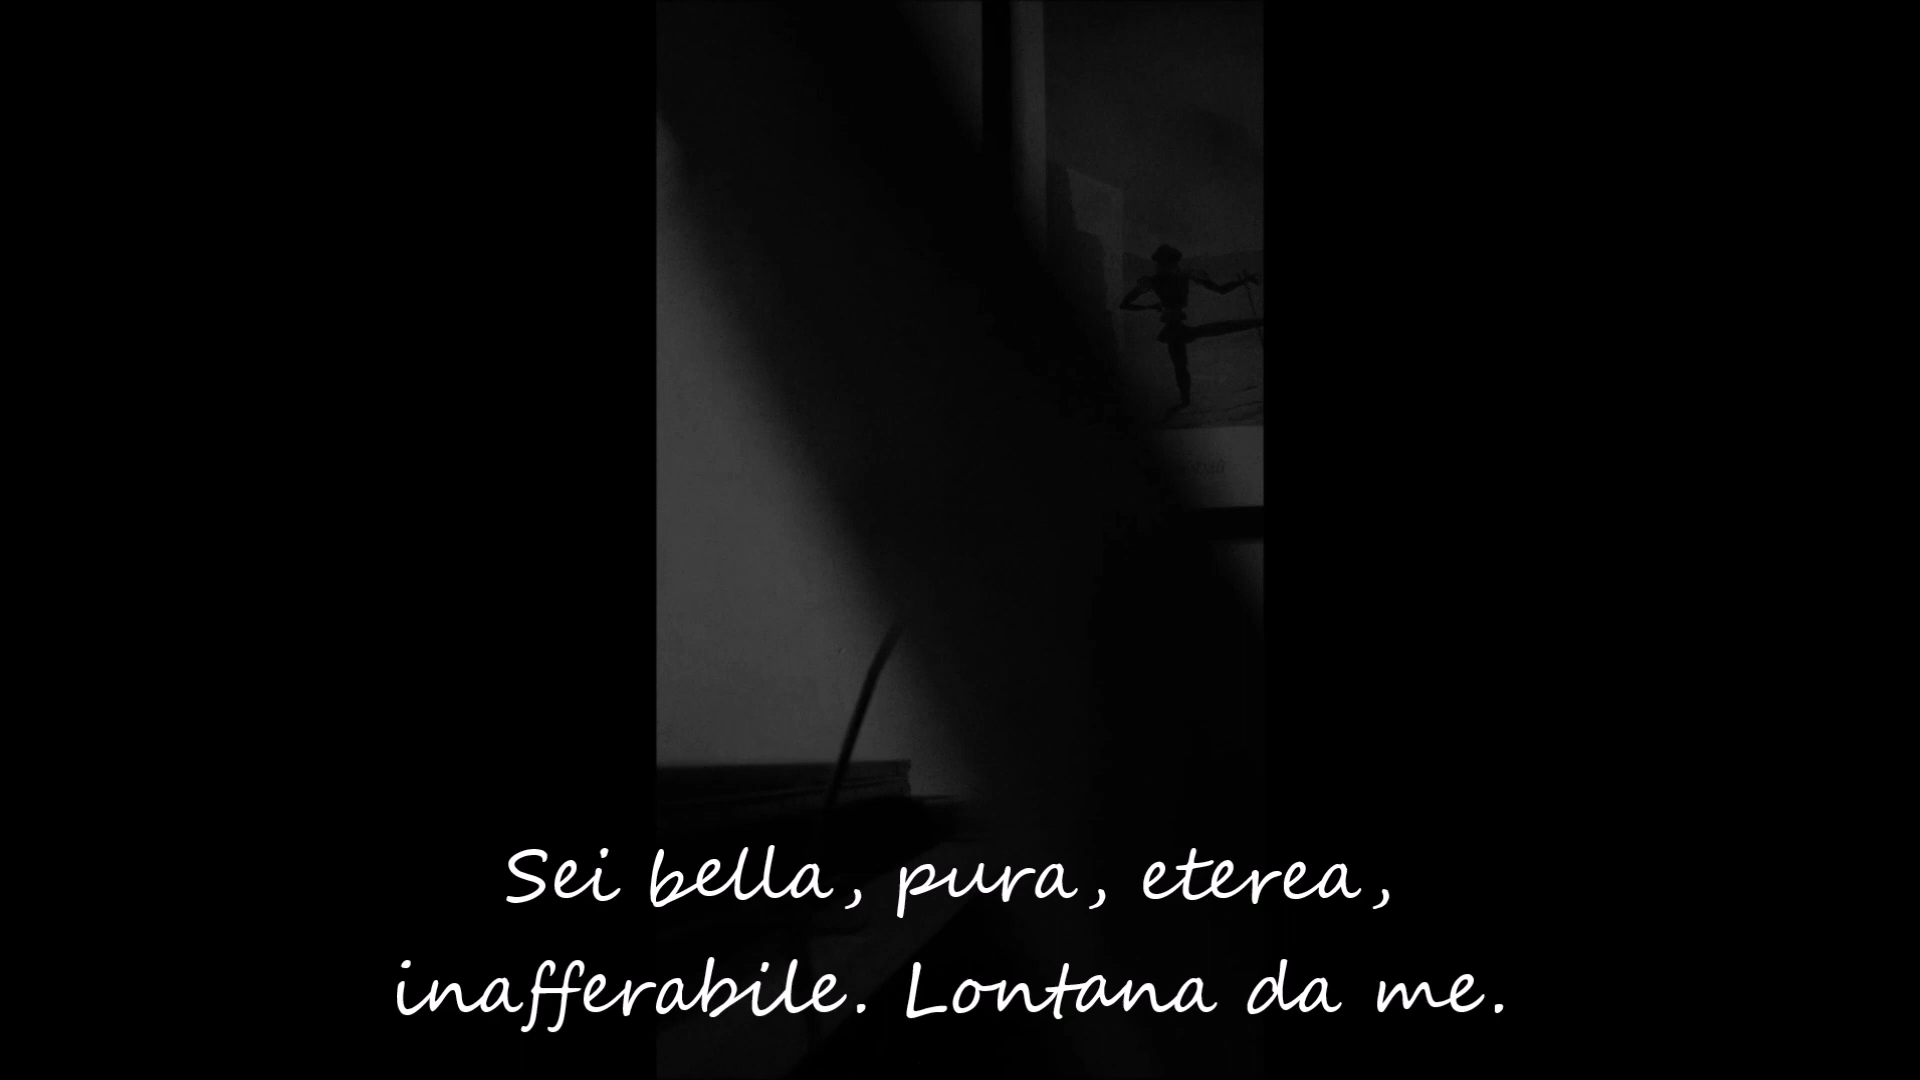 Sei bella, pura, eterea,
inafferabile. Lontana da me.